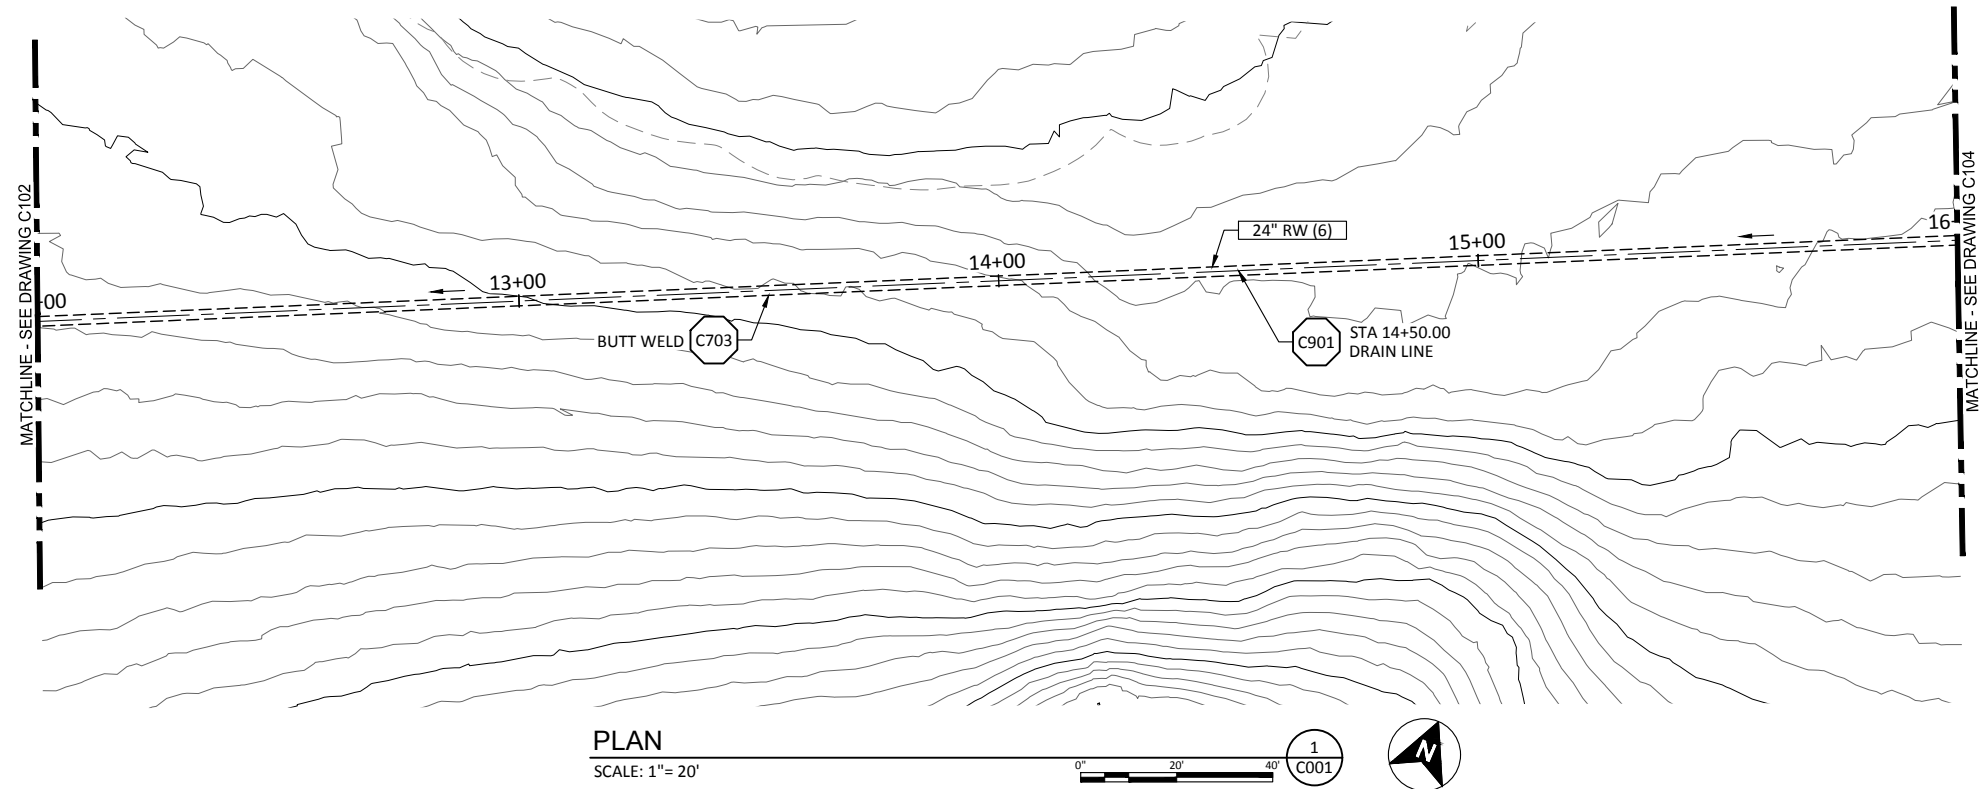 MATCHLINE - SEE DRAWING C102
MATCHLINE - SEE DRAWING C104
00
13+00
14+00
15+00
16
24" RW (6)
BUTT WELD
C703
C901
STA 14+50.00
DRAIN LINE
PLAN
SCALE: 1"= 20'
0"
20'
40'
1
C001
N